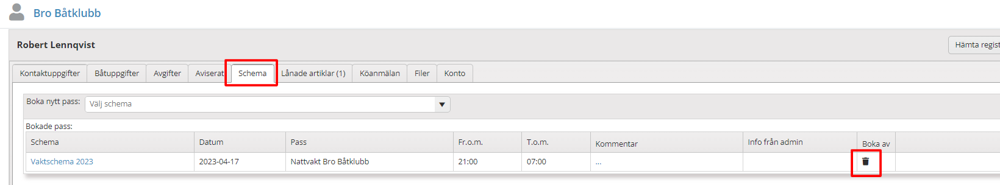 Bro Båtklubb
Robert Lennqvist
Hämta regist
Kontaktuppgifter Båtuppgifter Avgifter Aviserat Schema Lånade artiklar (1) Köanmälan Filer Konto
Boka nytt pass: Välj schema
Bokade pass:
Schema Datum Pass Fr.o.m. T.o.m. Kommentar Info från admin Boka av
Vaktschema 2023 2023-04-17 Nattvakt Bro Båtklubb 21:00 07:00 ...